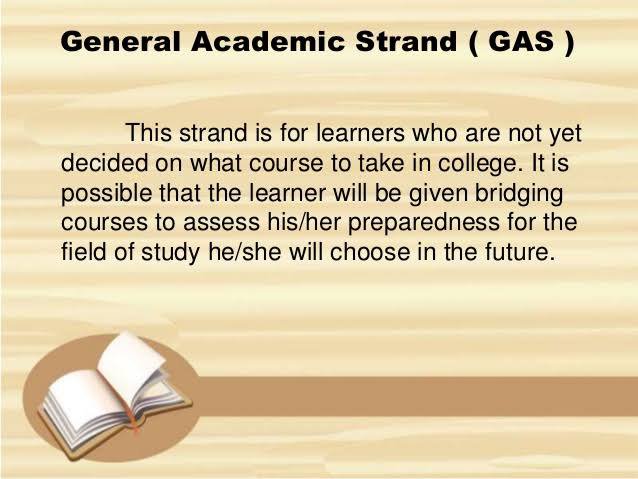 General Academic Strand ( GAS )
This strand is for learners who are not yet
decided on what course to take in college. It is
possible that the learner will be given bridging
courses to assess his/her preparedness for the
field of study he/she will choose in the future.